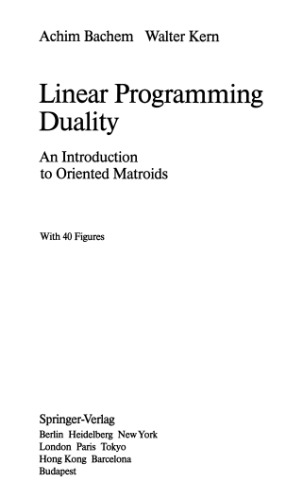 Achim Bachem Walter Kern
Linear Programming
Duality
An Introduction
to Oriented Matroids
With 40 Figures
Springer-Verlag
Berlin Heidelberg New York
London Paris Tokyo
Hong Kong Barcelona
Budapest